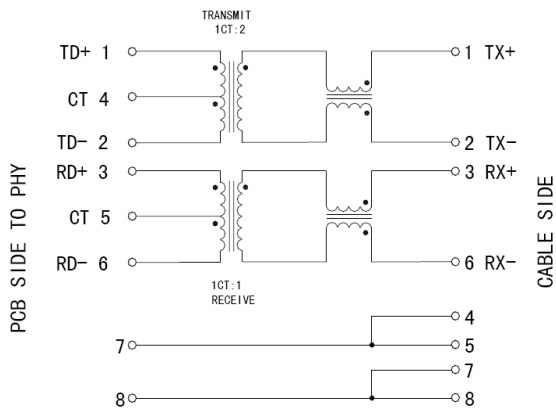 TRANSMIT
1CT:2
TD+ 1
1 TX+
CT 4
TD- 2
2 TX-
RD+ 3
3 RX+
CT 5
RD- 6
6 RX-
1CT:1
RECEIVE
PCB SIDE TO PHY
CABLE SIDE
4
7
5
7
8
8